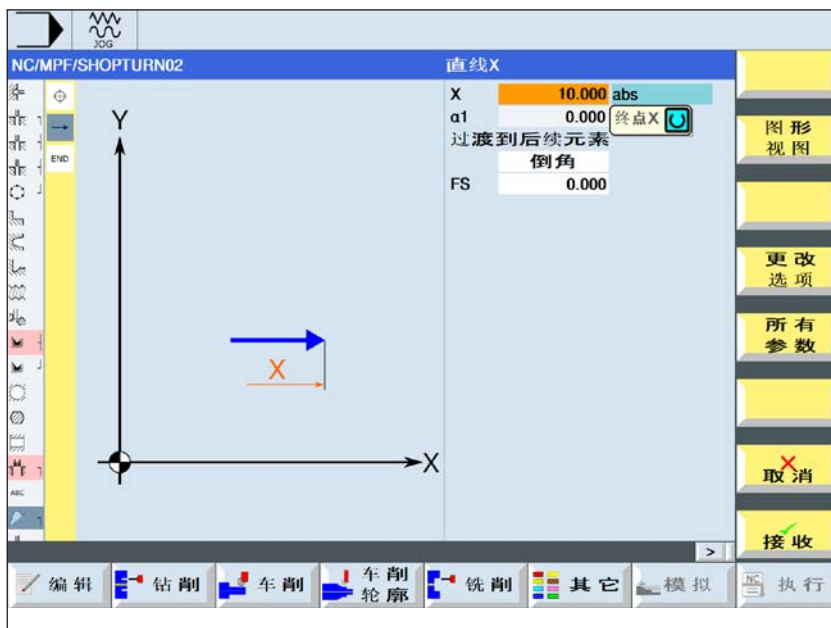 JOG
NC/MPF/SHOPTURN02
直线X
X 10.000 abs
α1 0.000 终点X
过渡到后续元素
倒角
FS 0.000
END
ABC
Y
X
X
图形
视图
更改
选项
所有
参数
取消
接收
>
编辑
钻削
车削
车削
轮廓
铣削
其它
模拟
NC
执行